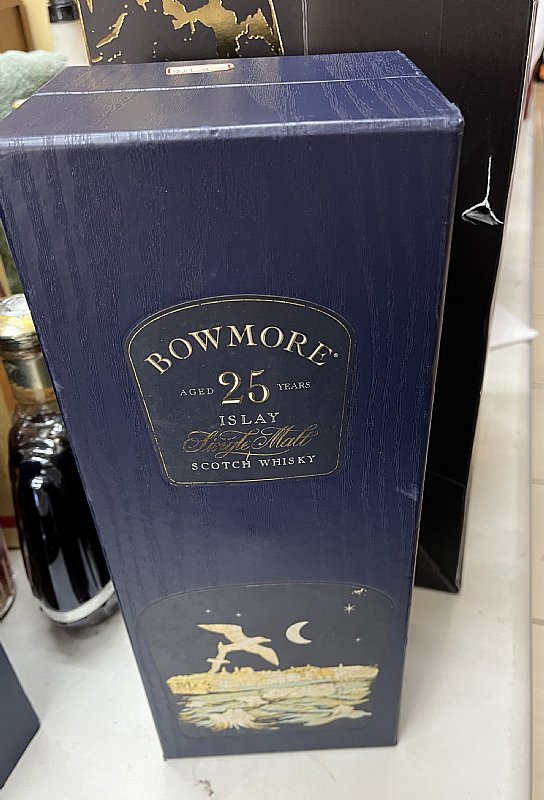 BOWMORE®
AGED 25 YEARS
ISLAY
Single Malt
SCOTCH WHISKY